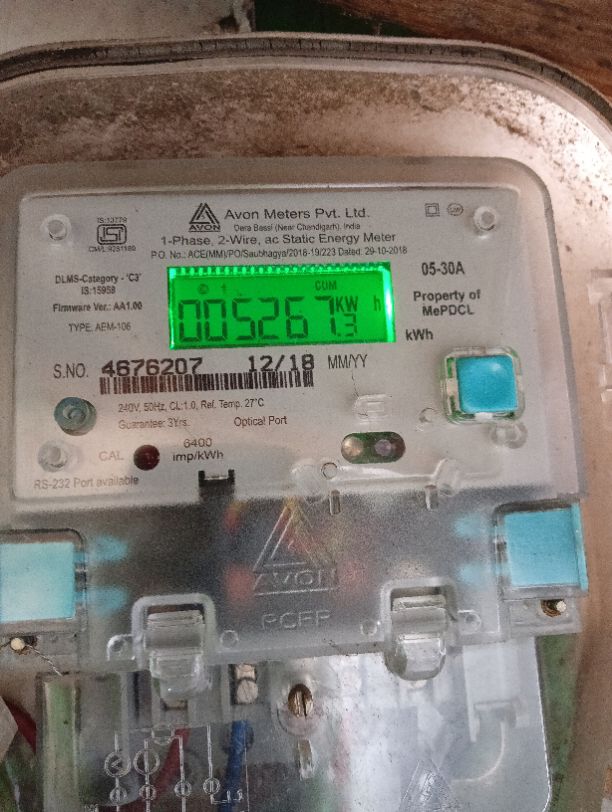 IS:13779
ISI
CM/L:9251180
AVON
Avon Meters Pvt. Ltd.
Dera Bassi (Near Chandigarh), India
1-Phase, 2-Wire, ac Static Energy Meter
P.O. No.: ACE(MM)/PO/Saubhagya/2018-19/223 Dated: 29-10-2018
DLMS-Category - 'C3'
IS:15959
Firmware Ver.: AA1.00
TYPE: AEM-106
CUM
005267.3
KW h
05-30A
Property of
MePDCL
kWh
S.NO. 4676207 12/18 MM/YY
240V, 50Hz, CL:1.0, Ref. Temp. 27°C
Guarantee: 3Yrs.
Optical Port
CAL
6400
imp/kWh
RS-232 Port available
AVON